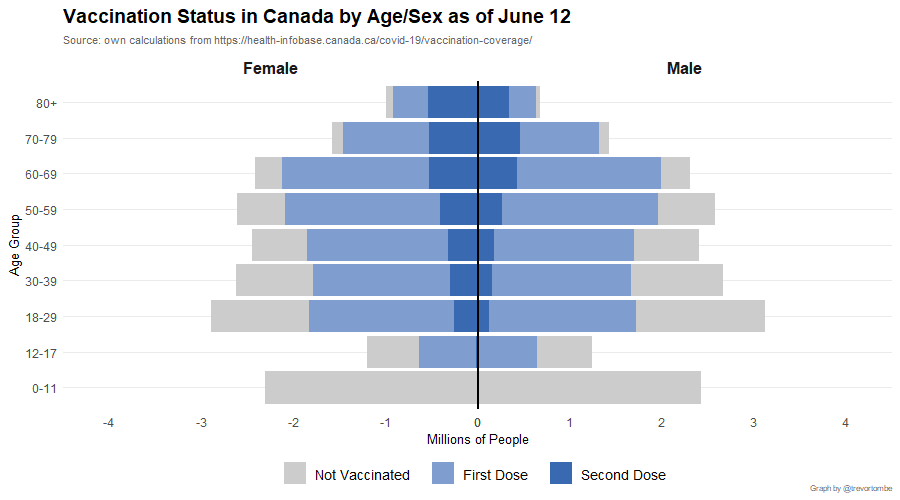 Vaccination Status in Canada by Age/Sex as of June 12
Source: own calculations from https://health-infobase.canada.ca/covid-19/vaccination-coverage/
Female Male
80+
70-79
60-69
50-59
40-49
30-39
18-29
12-17
0-11
Age Group
-4 -3 -2 -1 0 1 2 3 4
Millions of People
Not Vaccinated First Dose Second Dose
Graph by @trevortombe